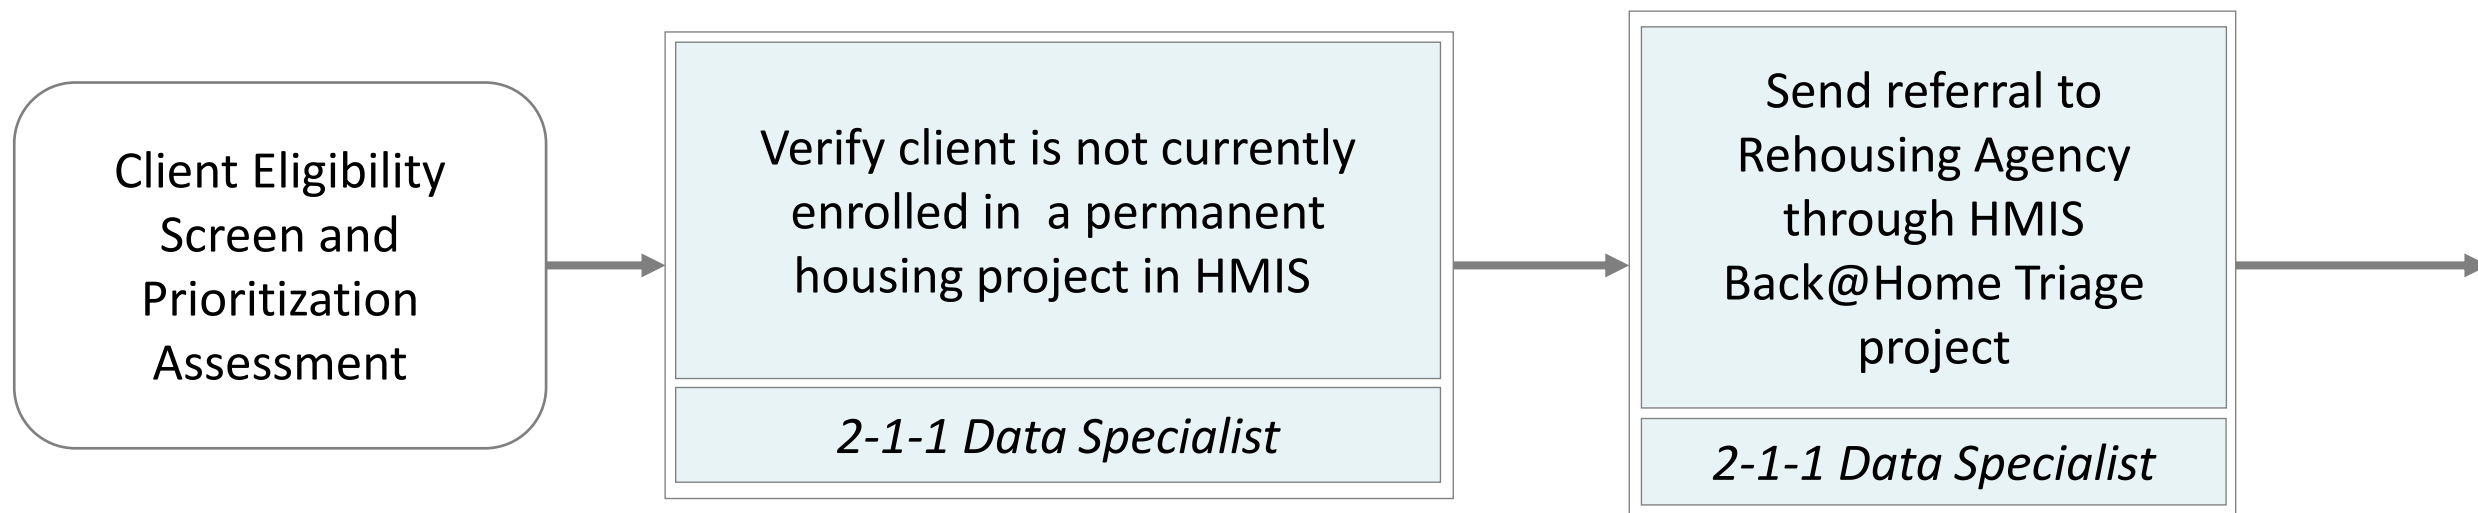 Client Eligibility
Screen and
Prioritization
Assessment
Verify client is not currently
enrolled in  a permanent
housing project in HMIS
2-1-1 Data Specialist
Send referral to
Rehousing Agency
through HMIS
Back@Home Triage
project
2-1-1 Data Specialist